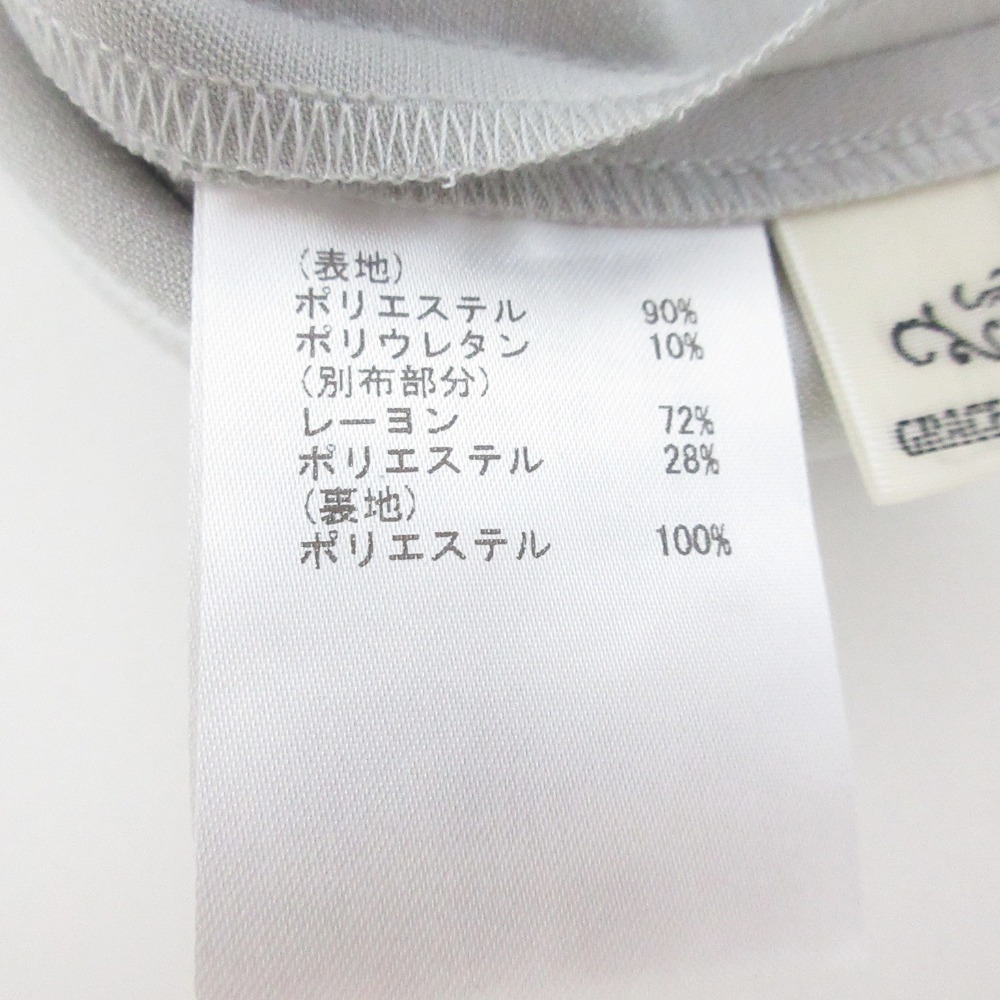 (表地)
ポリエステル 90%
ポリウレタン 10%
(別布部分)
レーヨン 72%
ポリエステル 28%
(裏地)
ポリエステル 100%